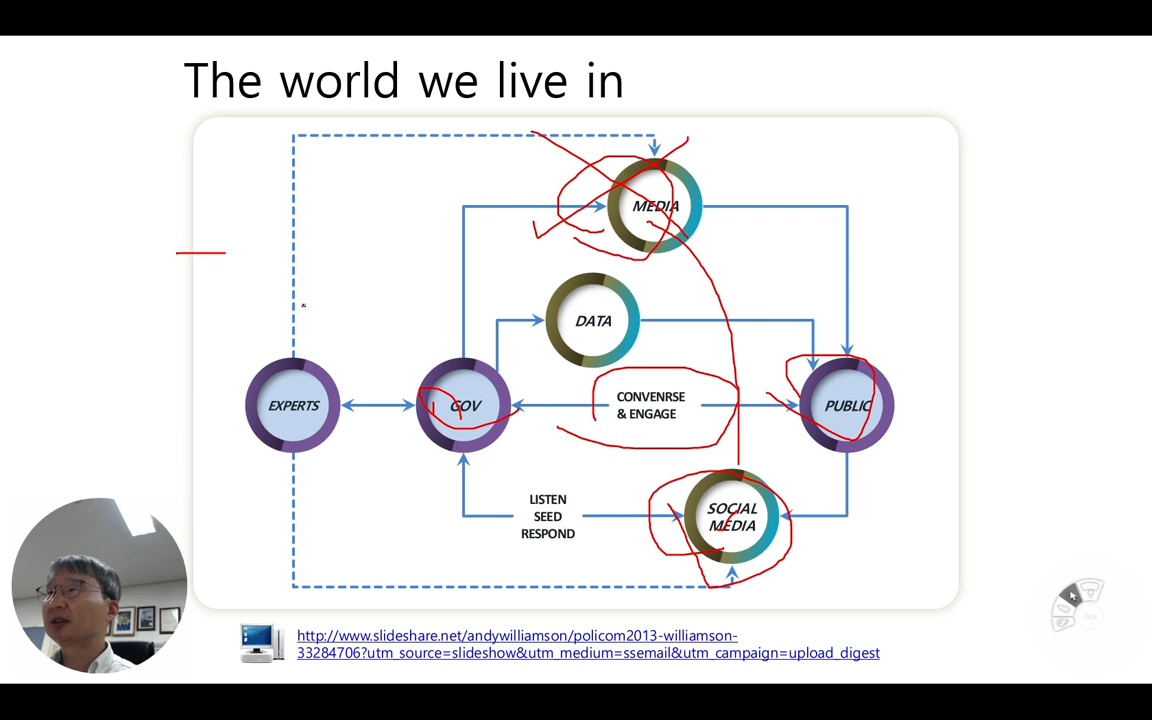 The world we live in
MEDIA
DATA
EXPERTS
GOV
CONVENRSE
& ENGAGE
PUBLIC
LISTEN
SEED
RESPOND
SOCIAL
MEDIA
http://www.slideshare.net/andywilliamson/policom2013-williamson-
33284706?utm_source=slideshow&utm_medium=ssemail&utm_campaign=upload_digest